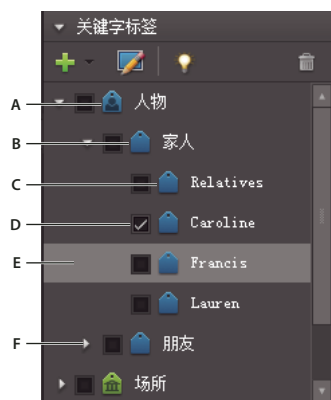 关键字标签
A 人物
B 家人
C Relatives
D Caroline
E Francis
Lauren
F 朋友
场所